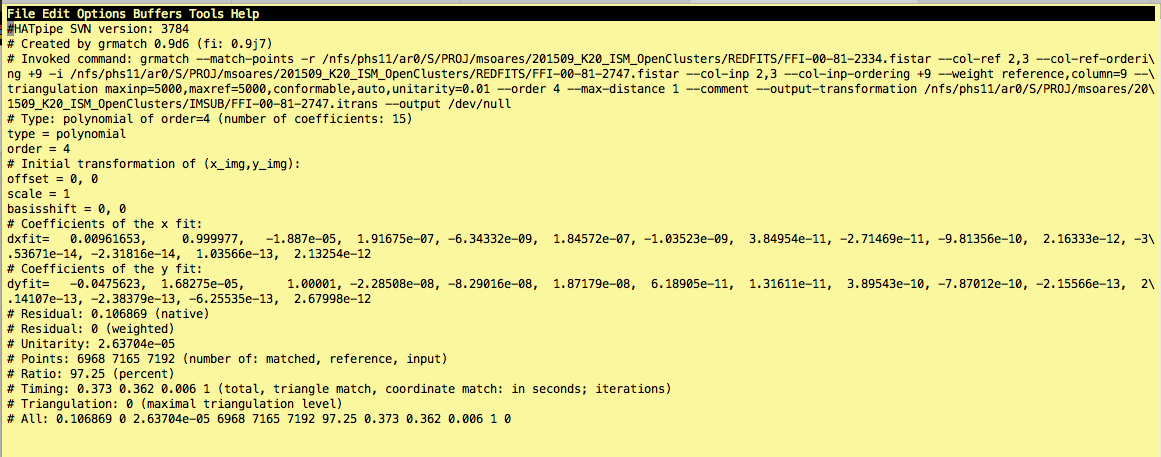 File Edit Options Buffers Tools Help
#HATpipe SVN version: 3784
# Created by grmatch 0.9d6 (fi: 0.9j7)
# Invoked command: grmatch --match-points -r /nfs/phs11/ar0/S/PROJ/msoares/201509_K20_ISM_OpenClusters/REDFITS/FFI-00-81-2334.fistar --col-ref 2,3 --col-ref-orderi\
ng +9 -i /nfs/phs11/ar0/S/PROJ/msoares/201509_K20_ISM_OpenClusters/REDFITS/FFI-00-81-2747.fistar --col-inp 2,3 --col-inp-ordering +9 --weight reference,column=9 --\
triangulation maxinp=5000,maxref=5000,conformable,auto,unitarity=0.01 --order 4 --max-distance 1 --comment --output-transformation /nfs/phs11/ar0/S/PROJ/msoares/20\
1509_K20_ISM_OpenClusters/IMSUB/FFI-00-81-2747.itrans --output /dev/null
# Type: polynomial of order=4 (number of coefficients: 15)
type = polynomial
order = 4
# Initial transformation of (x_img,y_img):
offset = 0, 0
scale = 1
basisshift = 0, 0
# Coefficients of the x fit:
dxfit=   0.00961653,     0.999977,   -1.887e-05,  1.91675e-07, -6.34332e-09,  1.84572e-07, -1.03523e-09,  3.84954e-11, -2.71469e-11, -9.81356e-10,  2.16333e-12, -3\
.53671e-14, -2.31816e-14,  1.03566e-13,  2.13254e-12
# Coefficients of the y fit:
dyfit=   -0.0475623,  1.68275e-05,      1.00001, -2.28508e-08, -8.29016e-08,  1.87179e-08,  6.18905e-11,  1.31611e-11,  3.89543e-10, -7.87012e-10, -2.15566e-13,  2\
.14107e-13, -2.38379e-13, -6.25535e-13,  2.67998e-12
# Residual: 0.106869 (native)
# Residual: 0 (weighted)
# Unitarity: 2.63704e-05
# Points: 6968 7165 7192 (number of: matched, reference, input)
# Ratio: 97.25 (percent)
# Timing: 0.373 0.362 0.006 1 (total, triangle match, coordinate match: in seconds; iterations)
# Triangulation: 0 (maximal triangulation level)
# All: 0.106869 0 2.63704e-05 6968 7165 7192 97.25 0.373 0.362 0.006 1 0